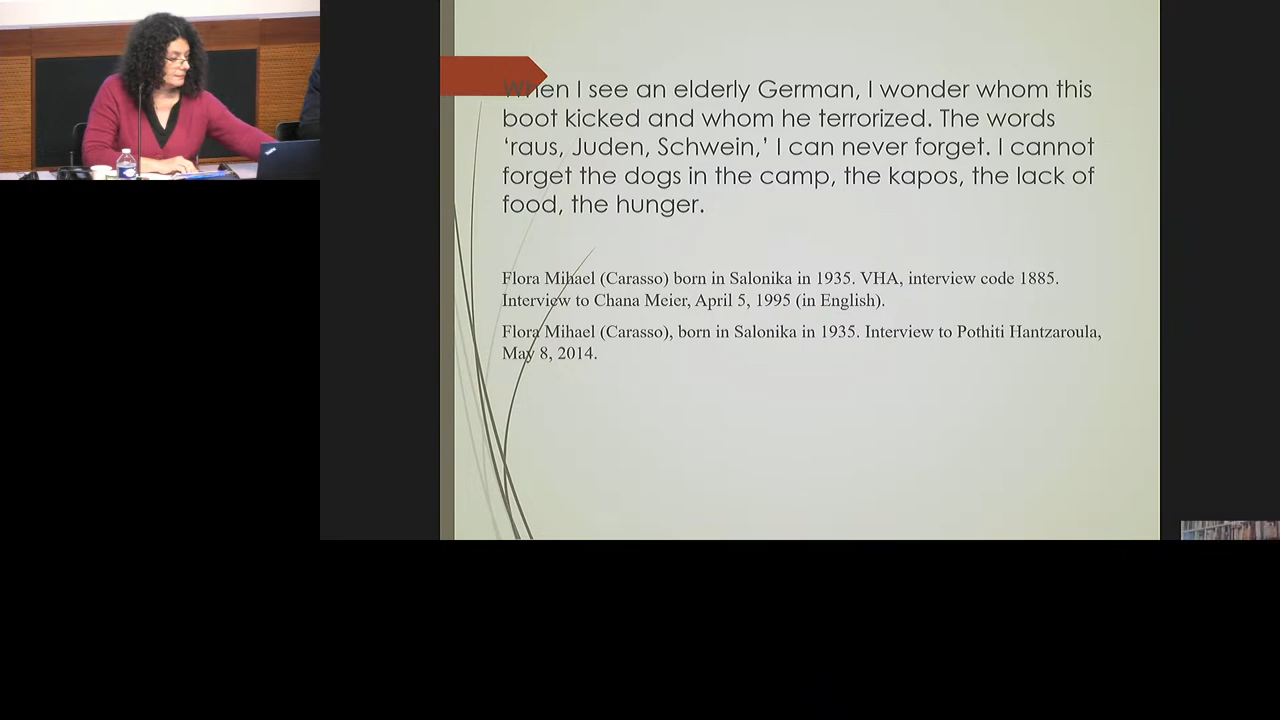 When I see an elderly German, I wonder whom this
boot kicked and whom he terrorized. The words
‘raus, Juden, Schwein,’ I can never forget. I cannot
forget the dogs in the camp, the kapos, the lack of
food, the hunger.
Flora Mihael (Carasso) born in Salonika in 1935. VHA, interview code 1885.
Interview to Chana Meier, April 5, 1995 (in English).
Flora Mihael (Carasso), born in Salonika in 1935. Interview to Pothiti Hantzaroula,
May 8, 2014.